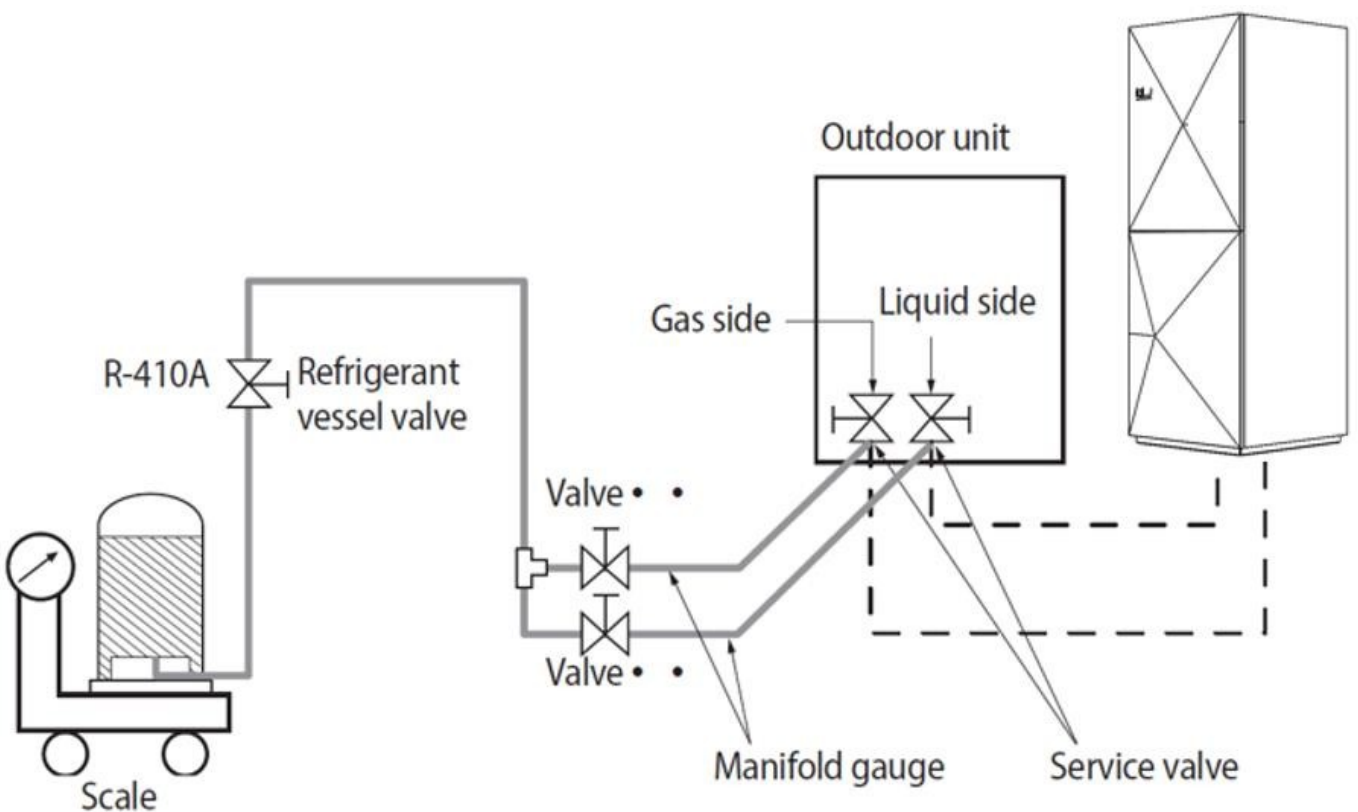 Outdoor unit
Gas side
Liquid side
R-410A
Refrigerant
vessel valve
Valve • •
Valve • •
Manifold gauge
Service valve
Scale